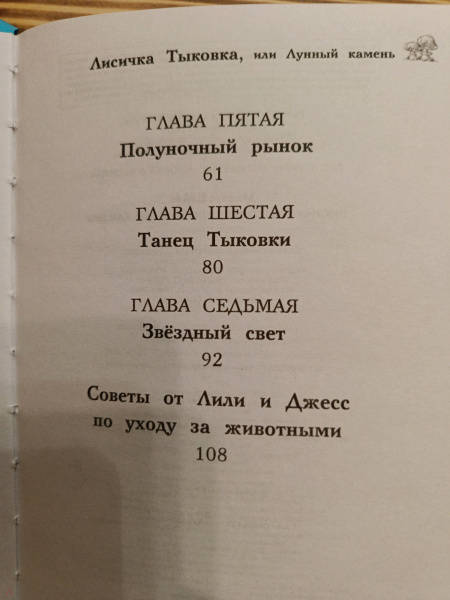 Лисичка Тыковка, или Лунный камень
ГЛАВА ПЯТАЯ
Полуночный рынок
61
ГЛАВА ШЕСТАЯ
Танец Тыковки
80
ГЛАВА СЕДЬМАЯ
Звёздный свет
92
Советы от Лили и Джесс
по уходу за животными
108